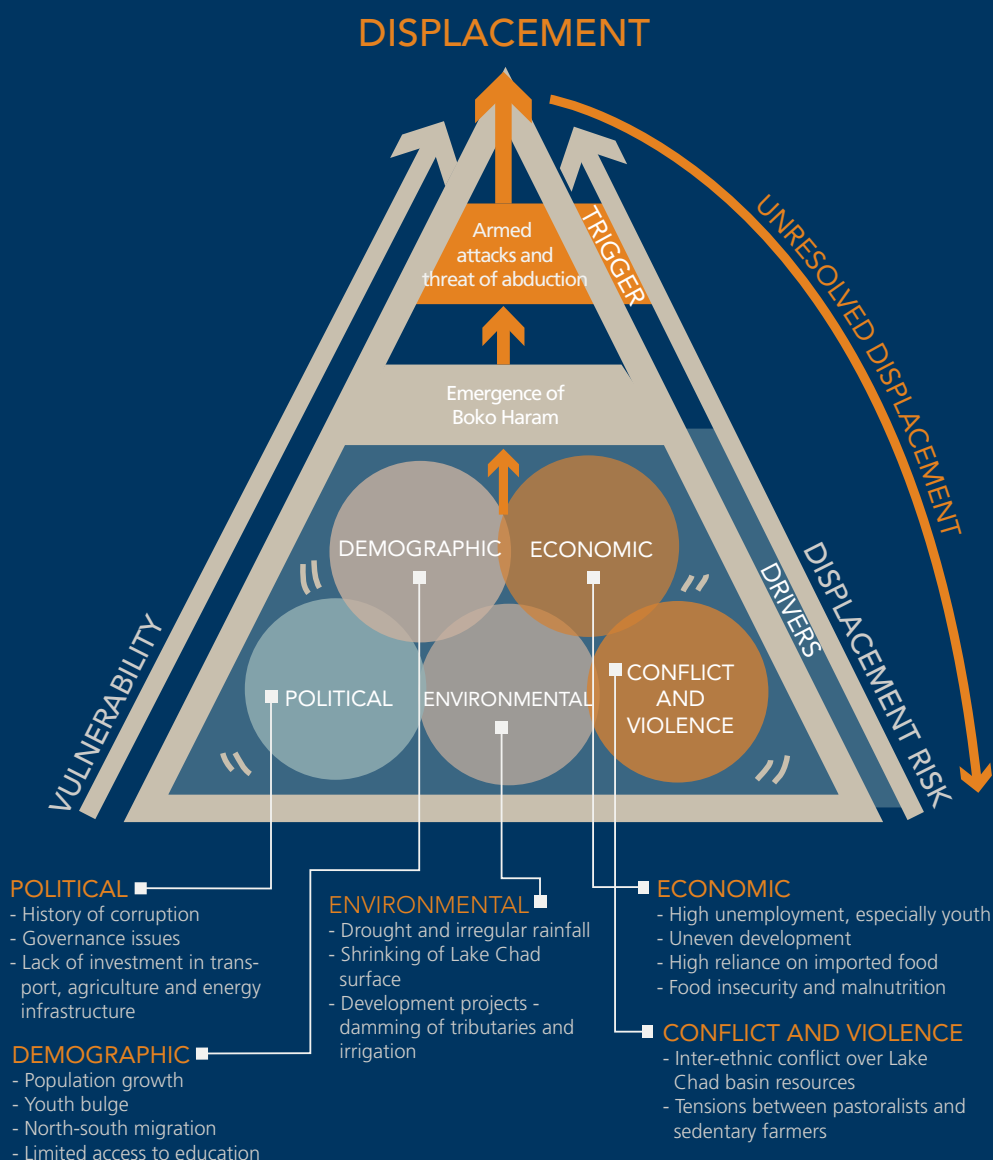 DISPLACEMENT
Armed
attacks and
threat of abduction
TRIGGER
UNRESOLVED DISPLACEMENT
Emergence of
Boko Haram
DEMOGRAPHIC
ECONOMIC
DRIVERS
DISPLACEMENT RISK
VULNERABILITY
POLITICAL
ENVIRONMENTAL
CONFLICT
AND
VIOLENCE
POLITICAL
- History of corruption
- Governance issues
- Lack of investment in trans-
port, agriculture and energy
infrastructure
DEMOGRAPHIC
- Population growth
- Youth bulge
- North-south migration
- Limited access to education
ENVIRONMENTAL
- Drought and irregular rainfall
- Shrinking of Lake Chad
surface
- Development projects -
damming of tributaries and
irrigation
ECONOMIC
- High unemployment, especially youth
- Uneven development
- High reliance on imported food
- Food insecurity and malnutrition
CONFLICT AND VIOLENCE
- Inter-ethnic conflict over Lake
Chad basin resources
- Tensions between pastoralists and
sedentary farmers